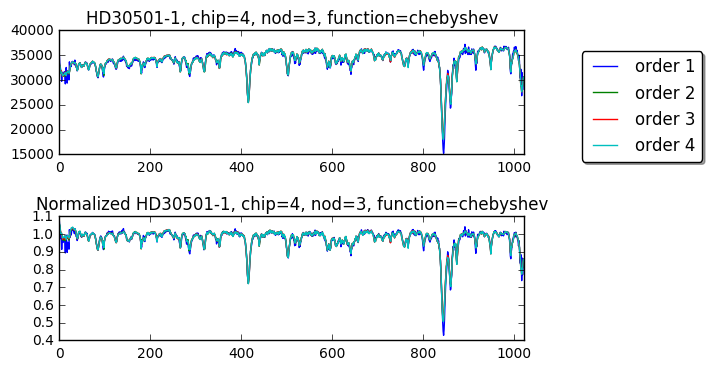 HD30501-1, chip=4, nod=3, function=chebyshev
40000
35000
30000
25000
20000
15000
0 200 400 600 800 1000
order 1
order 2
order 3
order 4
Normalized HD30501-1, chip=4, nod=3, function=chebyshev
1.1
1.0
0.9
0.8
0.7
0.6
0.5
0.4
0 200 400 600 800 1000